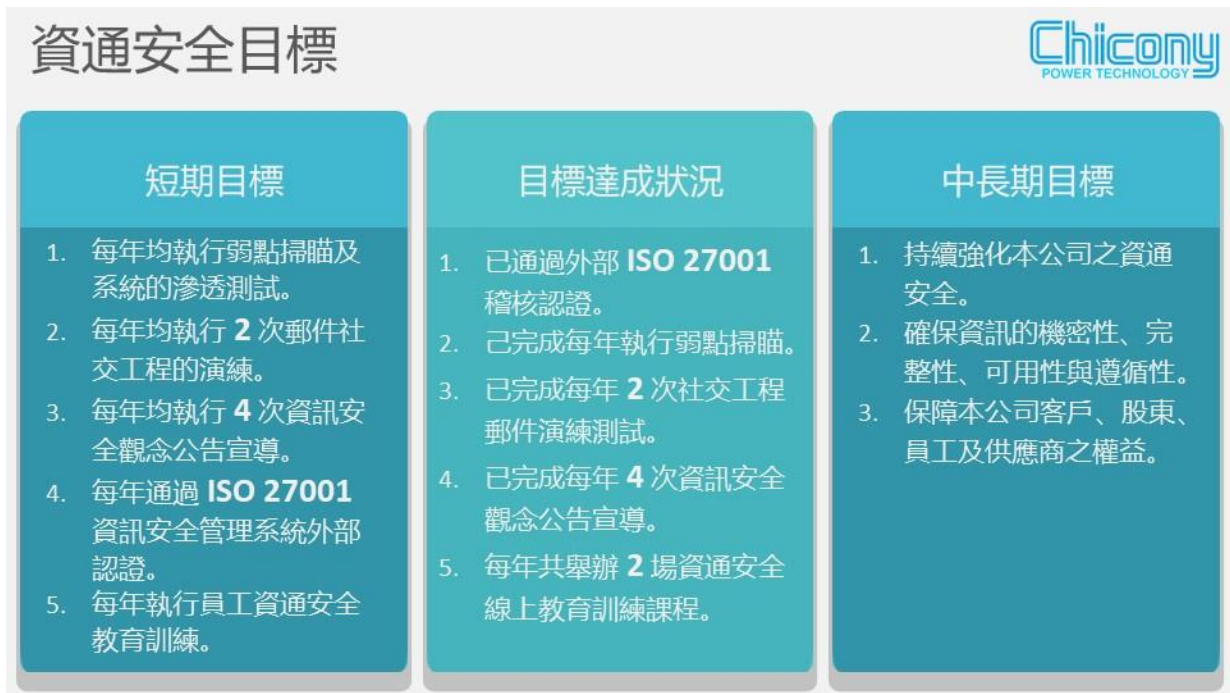 資通安全目標
Chicony
POWER TECHNOLOGY
短期目標
1. 每年均執行弱點掃瞄及
系統的滲透測試。
2. 每年均執行 2 次郵件社
交工程的演練。
3. 每年均執行 4 次資訊安
全觀念公告宣導。
4. 每年通過 ISO 27001
資訊安全管理系統外部
認證。
5. 每年執行員工資通安全
教育訓練。
目標達成狀況
1. 已通過外部 ISO 27001
稽核認證。
2. 己完成每年執行弱點掃瞄。
3. 已完成每年 2 次社交工程
郵件演練測試。
4. 已完成每年 4 次資訊安全
觀念公告宣導。
5. 每年共舉辦 2 場資通安全
線上教育訓練課程。
中長期目標
1. 持續強化本公司之資通
安全。
2. 確保資訊的機密性、完
整性、可用性與遵循性。
3. 保障本公司客戶、股東、
員工及供應商之權益。